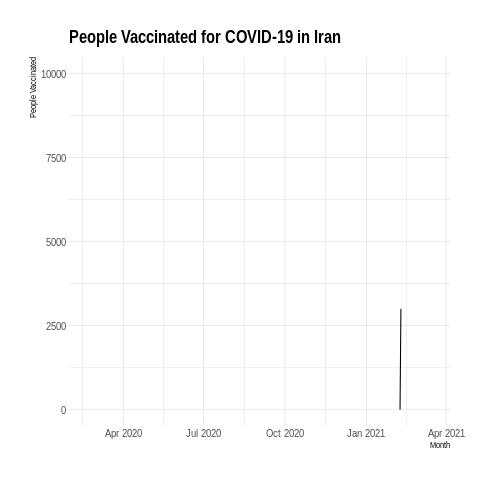 People Vaccinated for COVID-19 in Iran
People Vaccinated
10000
7500
5000
2500
0
Apr 2020 Jul 2020 Oct 2020 Jan 2021 Apr 2021
Month